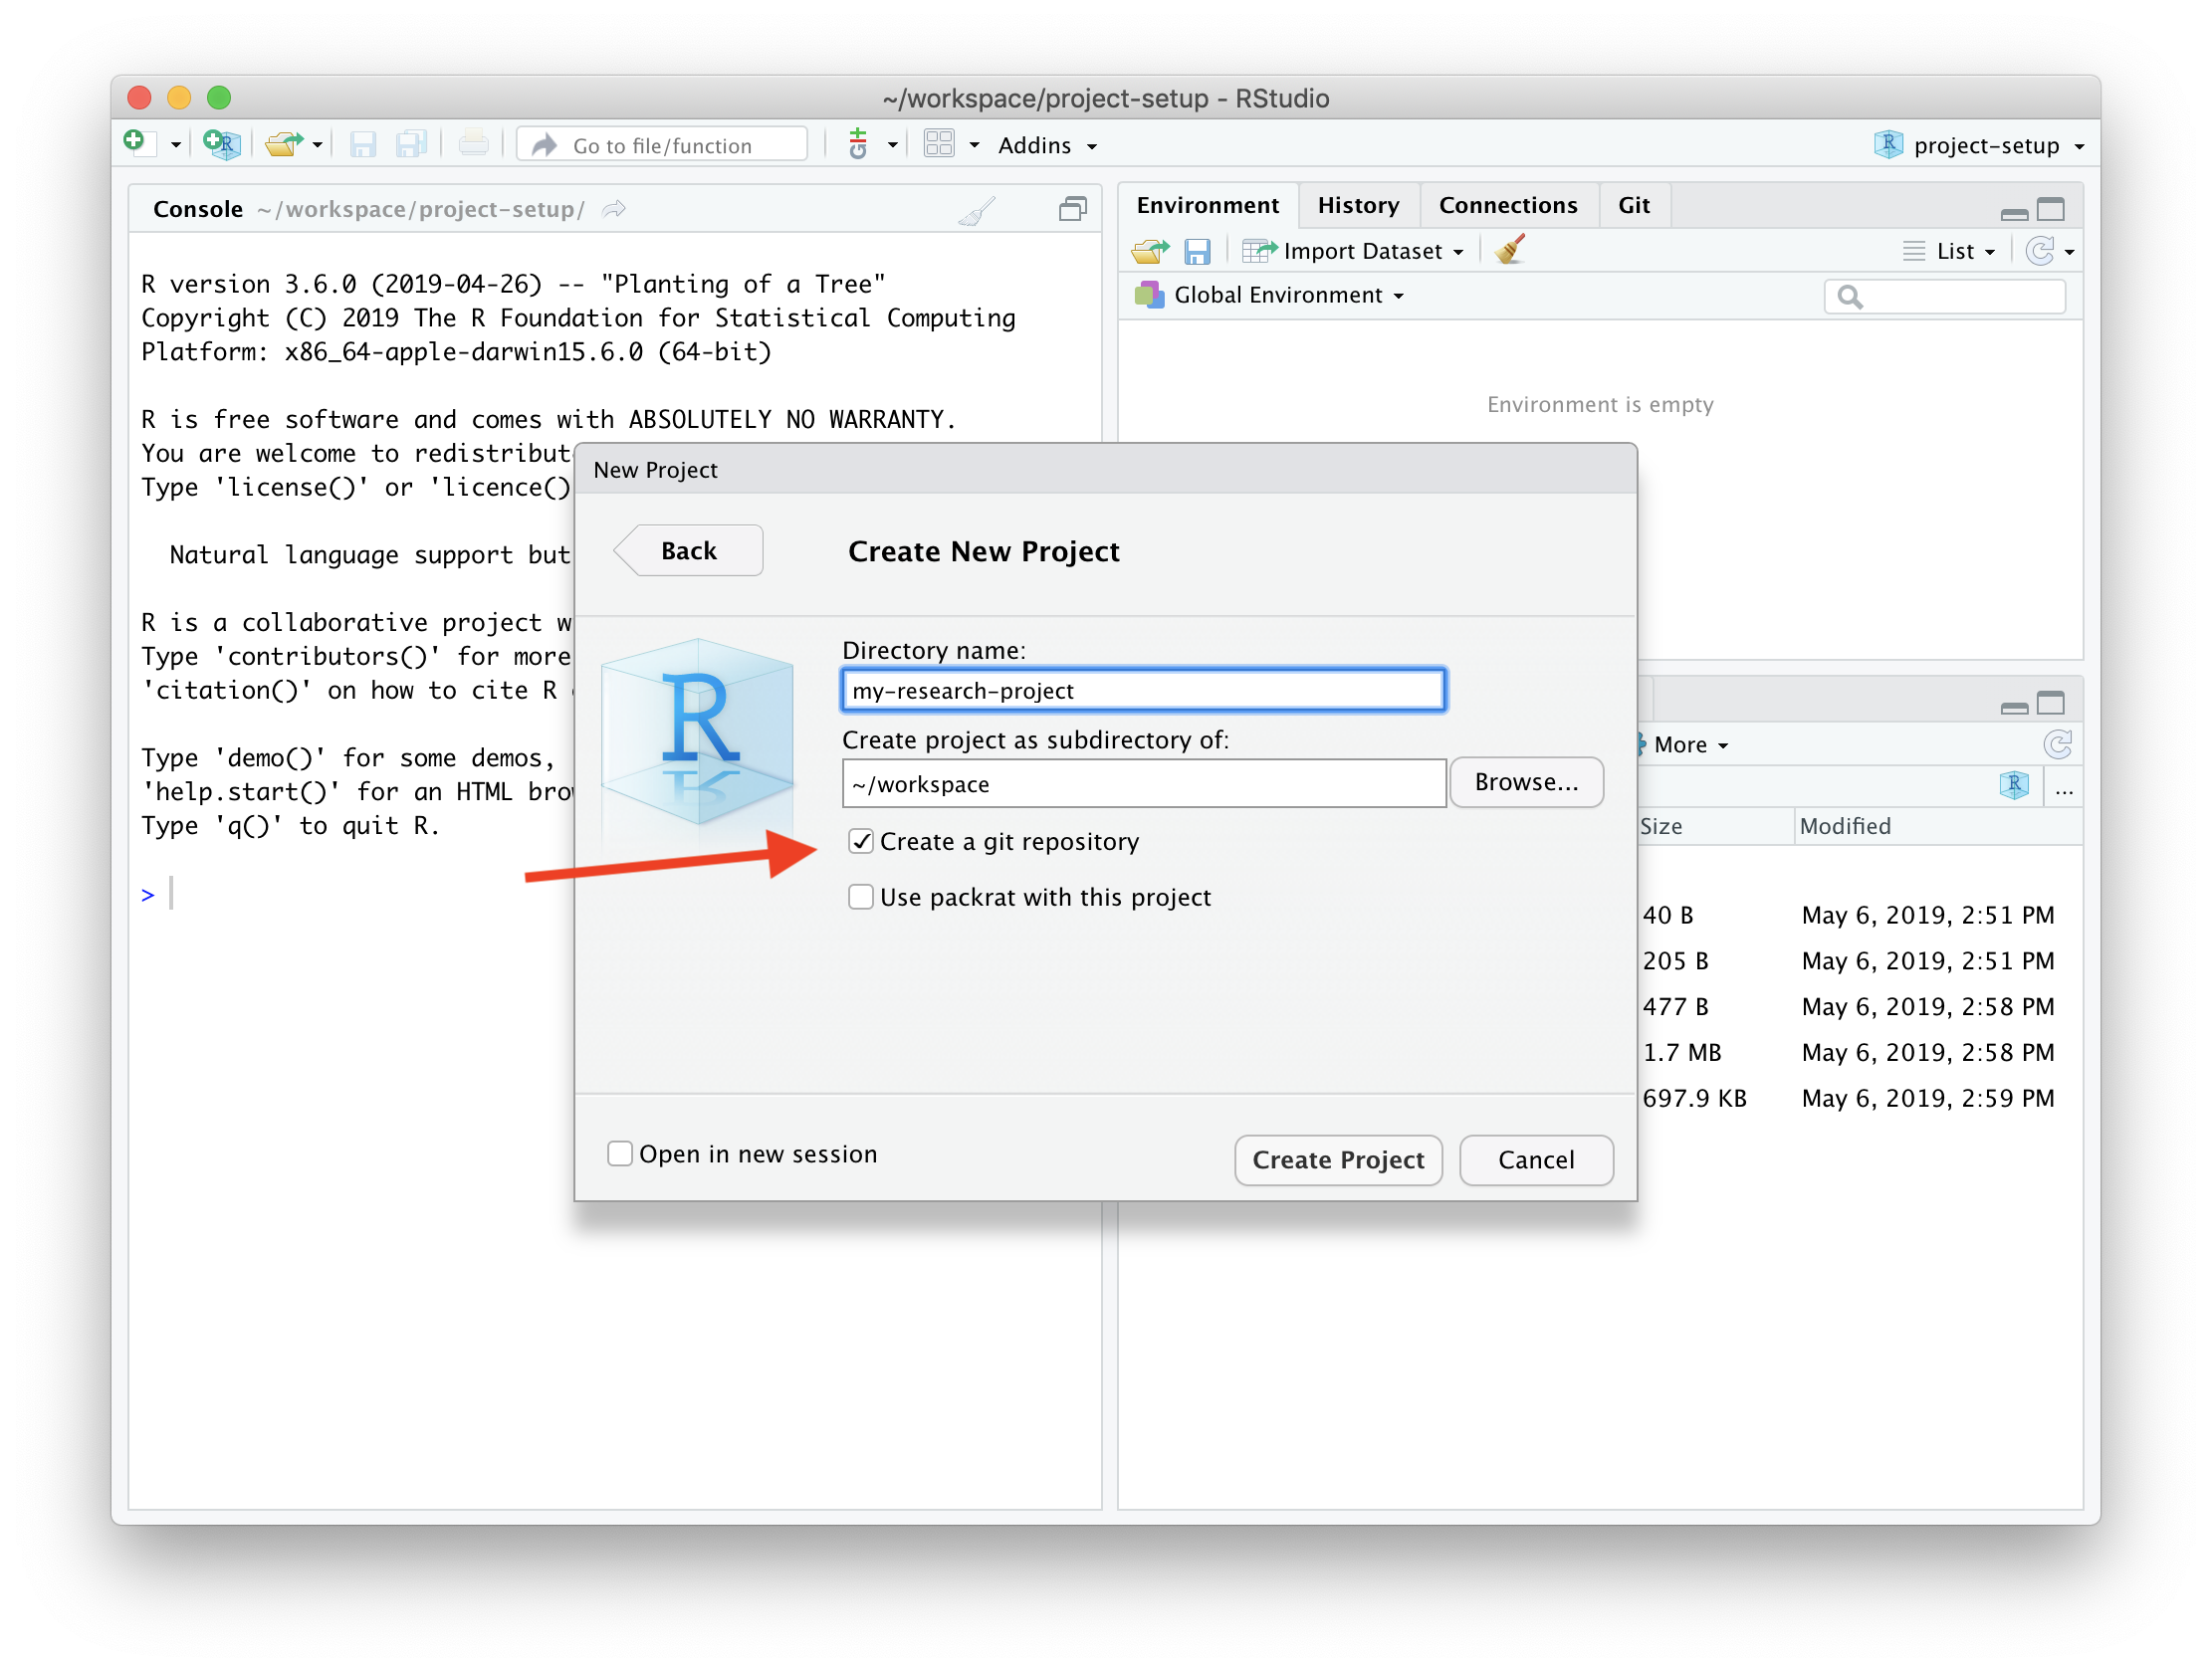 ~/workspace/project-setup - RStudio
Go to file/function
Addins
project-setup
Console ~/workspace/project-setup/
R version 3.6.0 (2019-04-26) -- "Planting of a Tree"
Copyright (C) 2019 The R Foundation for Statistical Computing
Platform: x86_64-apple-darwin15.6.0 (64-bit)
R is free software and comes with ABSOLUTELY NO WARRANTY.
You are welcome to redistribut
Type 'license()' or 'licence()
Natural language support but
R is a collaborative project w
Type 'contributors()' for more
'citation()' on how to cite R
Type 'demo()' for some demos,
'help.start()' for an HTML brow
Type 'q()' to quit R.
>
Environment History Connections Git
Import Dataset
List
Global Environment
Environment is empty
New Project
Back
Create New Project
R
Directory name:
my-research-project
Create project as subdirectory of:
~/workspace
Browse...
Create a git repository
Use packrat with this project
Open in new session
Create Project
Cancel
More
...
Size Modified
40 B May 6, 2019, 2:51 PM
205 B May 6, 2019, 2:51 PM
477 B May 6, 2019, 2:58 PM
1.7 MB May 6, 2019, 2:58 PM
697.9 KB May 6, 2019, 2:59 PM